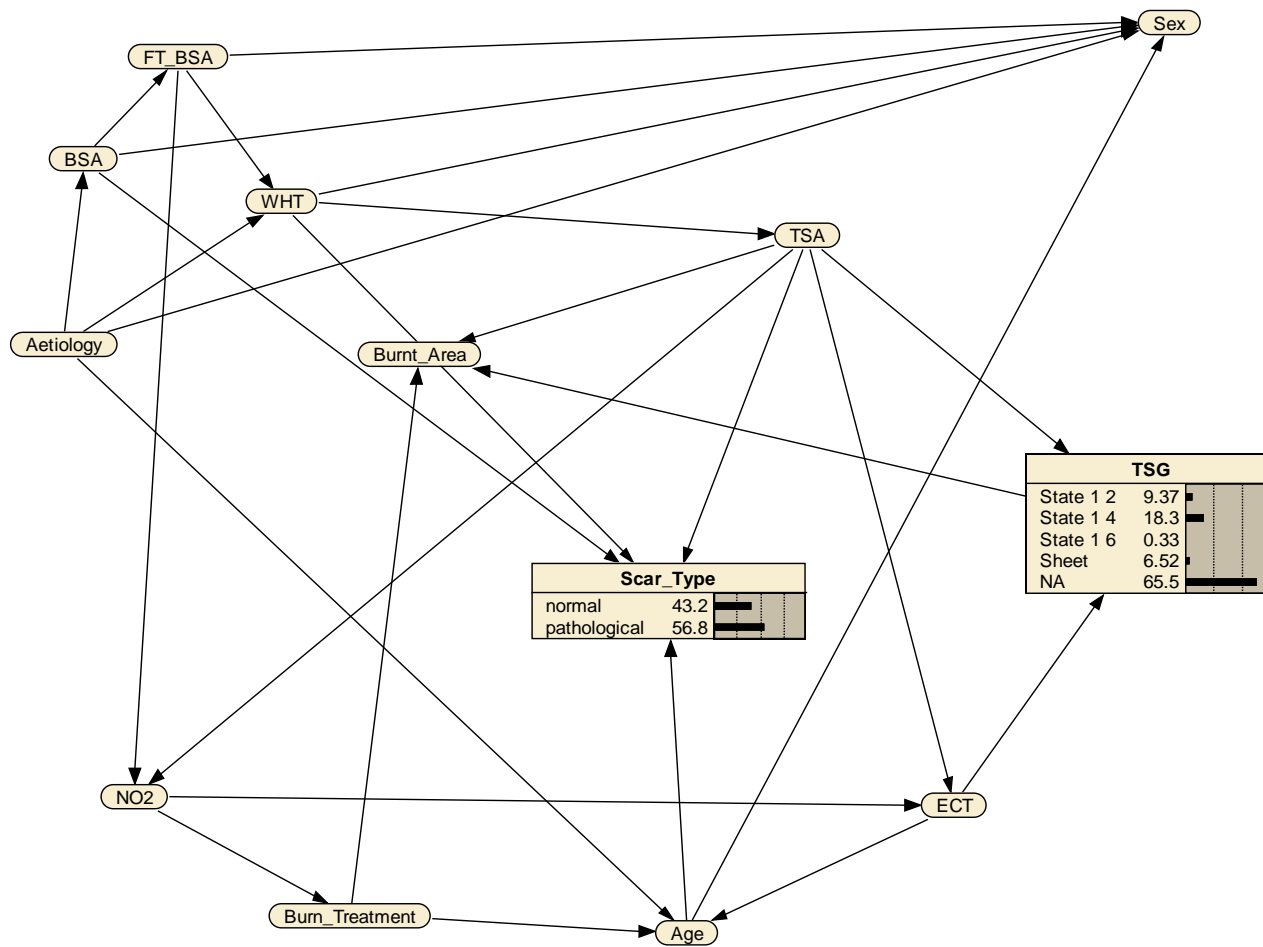 Sex
FT_BSA
BSA
WHT
TSA
Aetiology
Burnt_Area
TSG
State 1 2 9.37
State 1 4 18.3
State 1 6 0.33
Sheet 6.52
NA 65.5
Scar_Type
normal 43.2
pathological 56.8
NO2
ECT
Burn_Treatment
Age